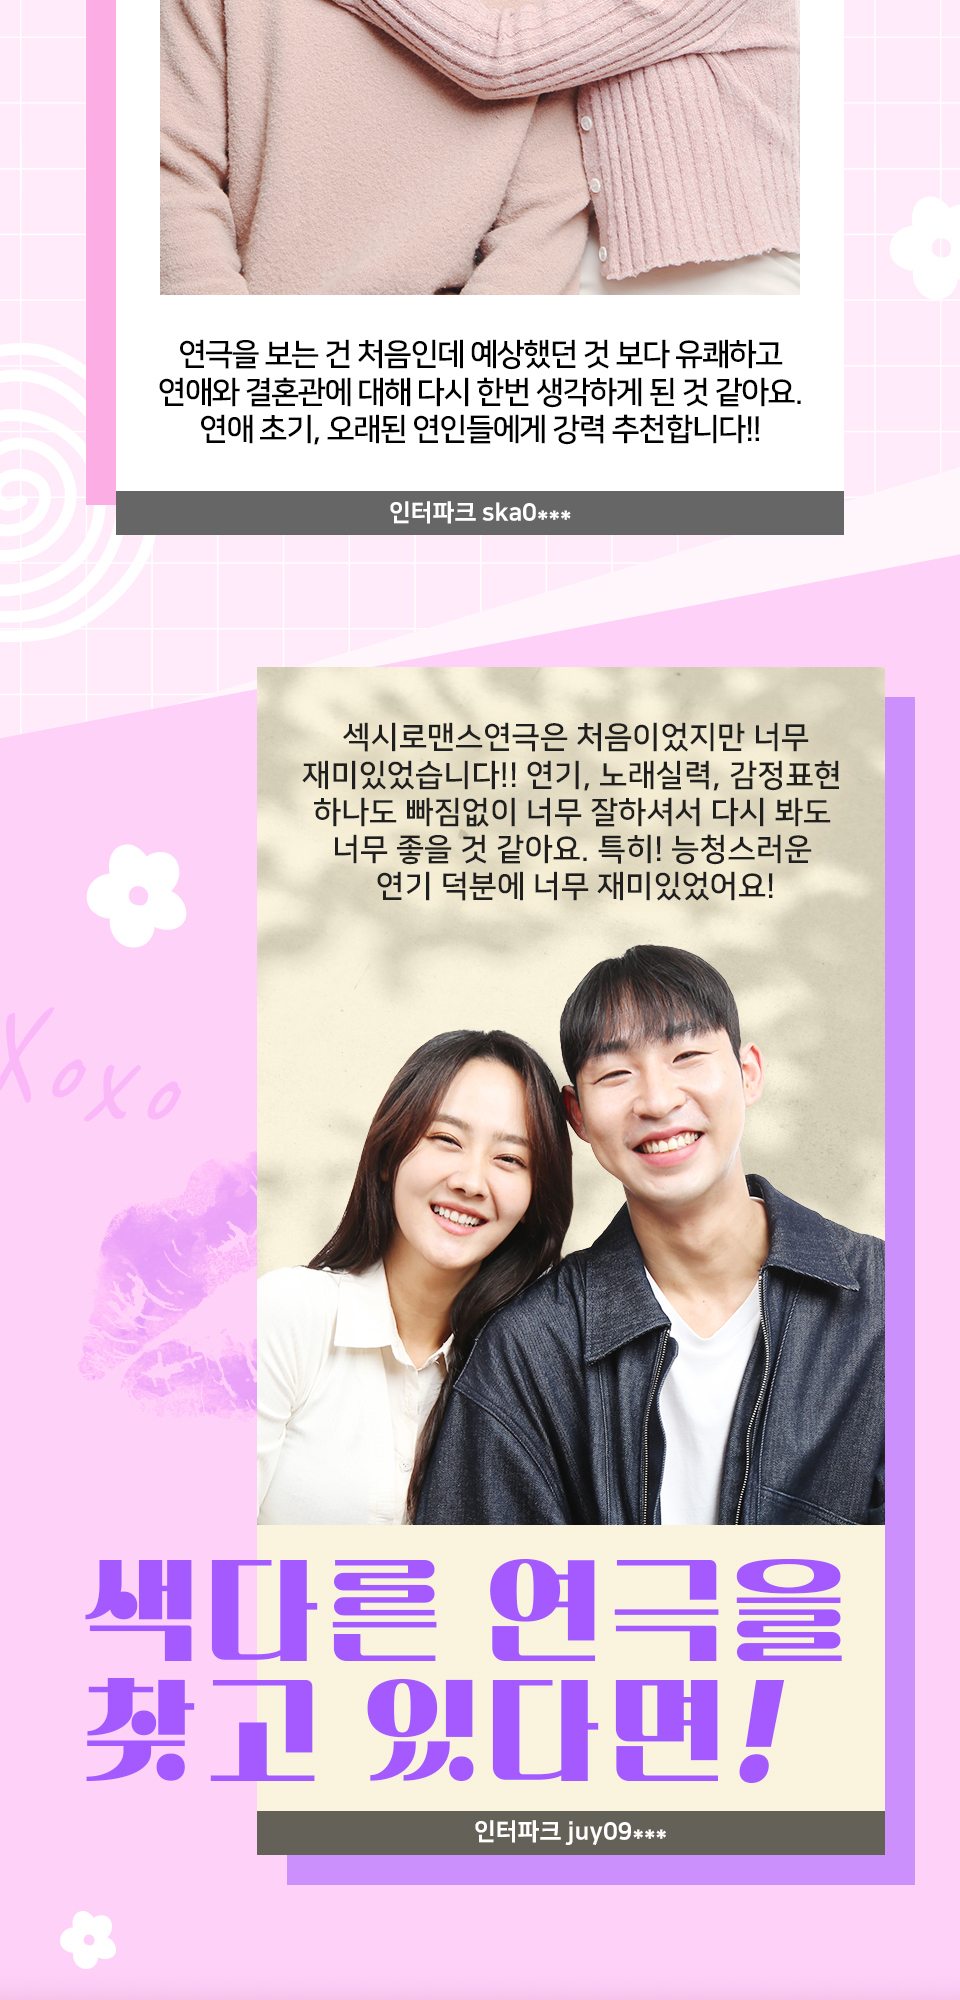 연극을 보는 건 처음인데 예상했던 것 보다 유쾌하고
연애와 결혼관에 대해 다시 한번 생각하게 된 것 같아요.
연애 초기, 오래된 연인들에게 강력 추천합니다!!
인터파크 ska0***
섹시로맨스연극은 처음이었지만 너무
재미있었습니다!! 연기, 노래실력, 감정표현
하나도 빠짐없이 너무 잘하셔서 다시 봐도
너무 좋을 것 같아요. 특히! 능청스러운
연기 덕분에 너무 재미있었어요!
Xoxo
색다른 연극을
찾고 있다면!
인터파크 juy09***